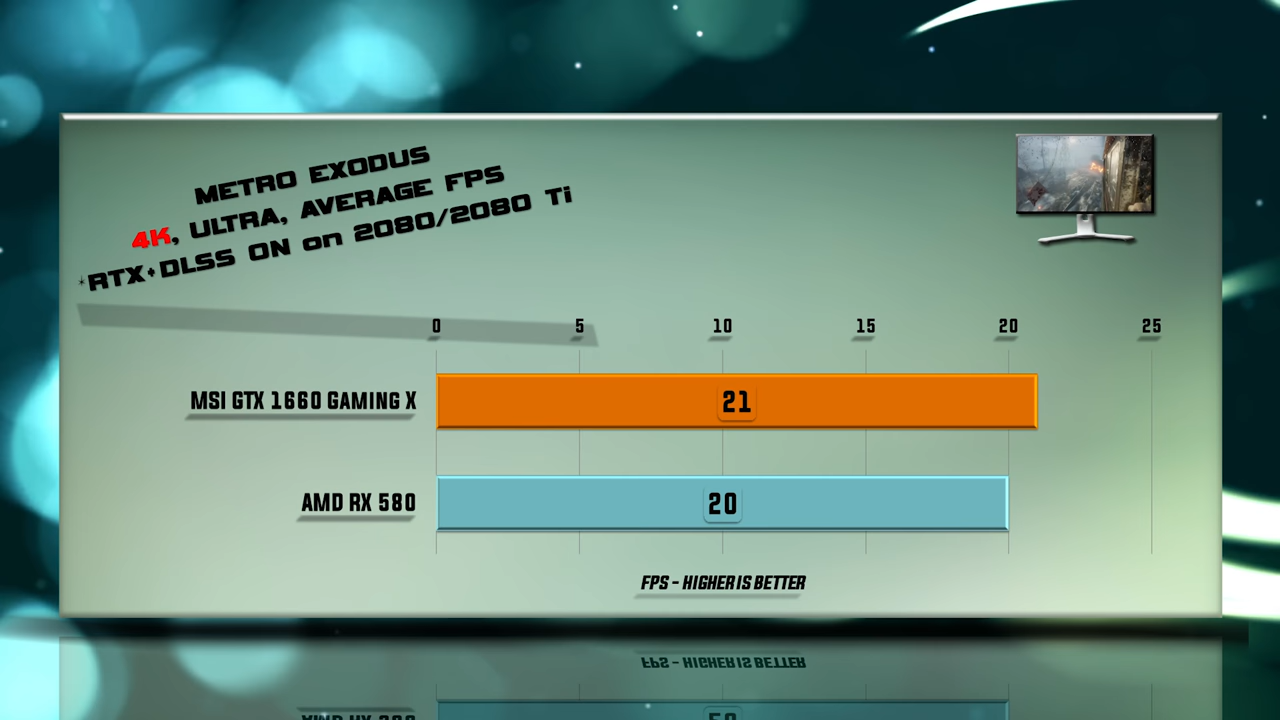 METRO EXODUS
4K, ULTRA, AVERAGE FPS
*RTX+DLSS ON on 2080/2080 Ti
0 5 10 15 20 25
MSI GTX 1660 GAMING X 21
AMD RX 580 20
FPS - HIGHER IS BETTER